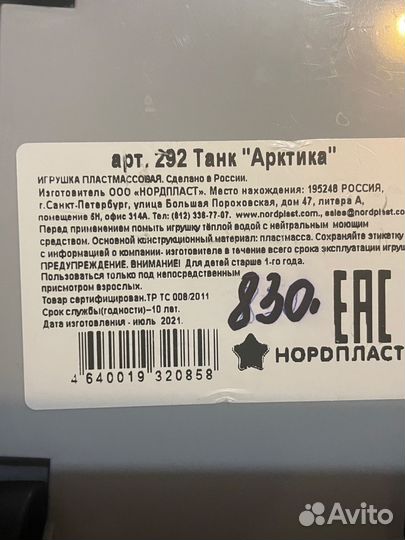 арт. 292 Танк "Арктика"
ИГРУШКА ПЛАСТМАССОВАЯ. Сделано в России.
Изготовитель ООО «НОРДПЛАСТ». Место нахождения: 195248 РОССИЯ,
г.Санкт-Петербург, улица Большая Пороховская, дом 47, литера А,
помещение 6Н, офис 314А. Тел: (812) 336-77-07. www.nordplast.com, sales@nordplast.com
Перед применением помыть игрушку тёплой водой с нейтральным моющим
средством. Основной конструкционный материал: пластмасса. Сохраняйте этикетку
с информацией о компании- изготовителе в течение всего срока эксплуатации игруш
ПРЕДУПРЕЖДЕНИЕ. ВНИМАНИЕ! Для детей старше 1-го года.
Пользоваться только под непосредственным
присмотром взрослых.
Товар сертифицирован.ТР ТС 008/2011
Срок службы(годности)–10 лет.
Дата изготовления - июль 2021.
830.
EAC
НОРДПЛАСТ
4 640019 320858
Avito